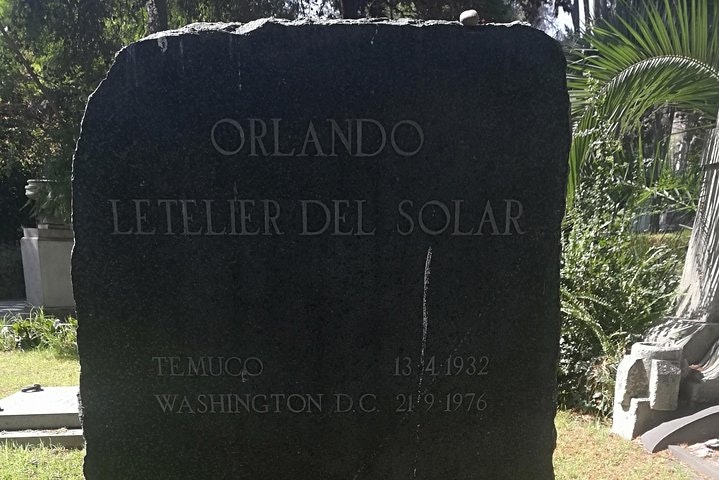 ORLANDO
LETELIER DEL SOLAR
TEMUCO 13·4·1932
WASHINGTON D.C. 21·9·1976